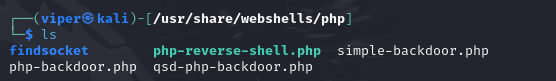 ┌──(viper㉿kali)-[/usr/share/webshells/php]
└─$ ls
findsocket php-reverse-shell.php simple-backdoor.php
php-backdoor.php qsd-php-backdoor.php